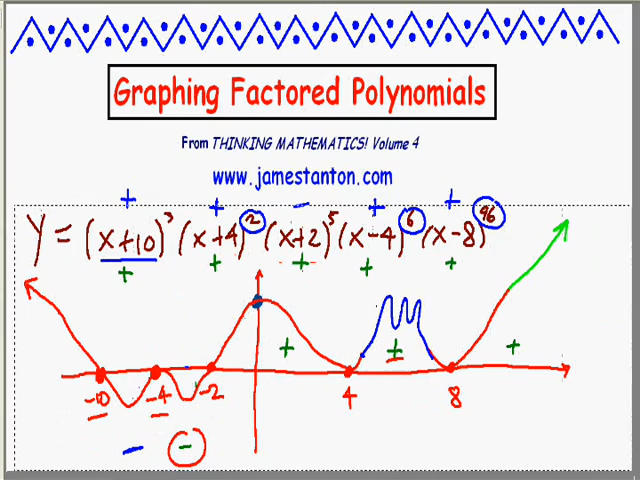 Graphing Factored Polynomials
From THINKING MATHEMATICS! Volume 4
www.jamestanton.com
+ + − + +
Y = (x+10)³ (x+4)² (x+2)⁵ (x−4)⁶ (x−8)⁹⁶
+ + + + +
+ + +
-10 -4 -2 4 8
− −